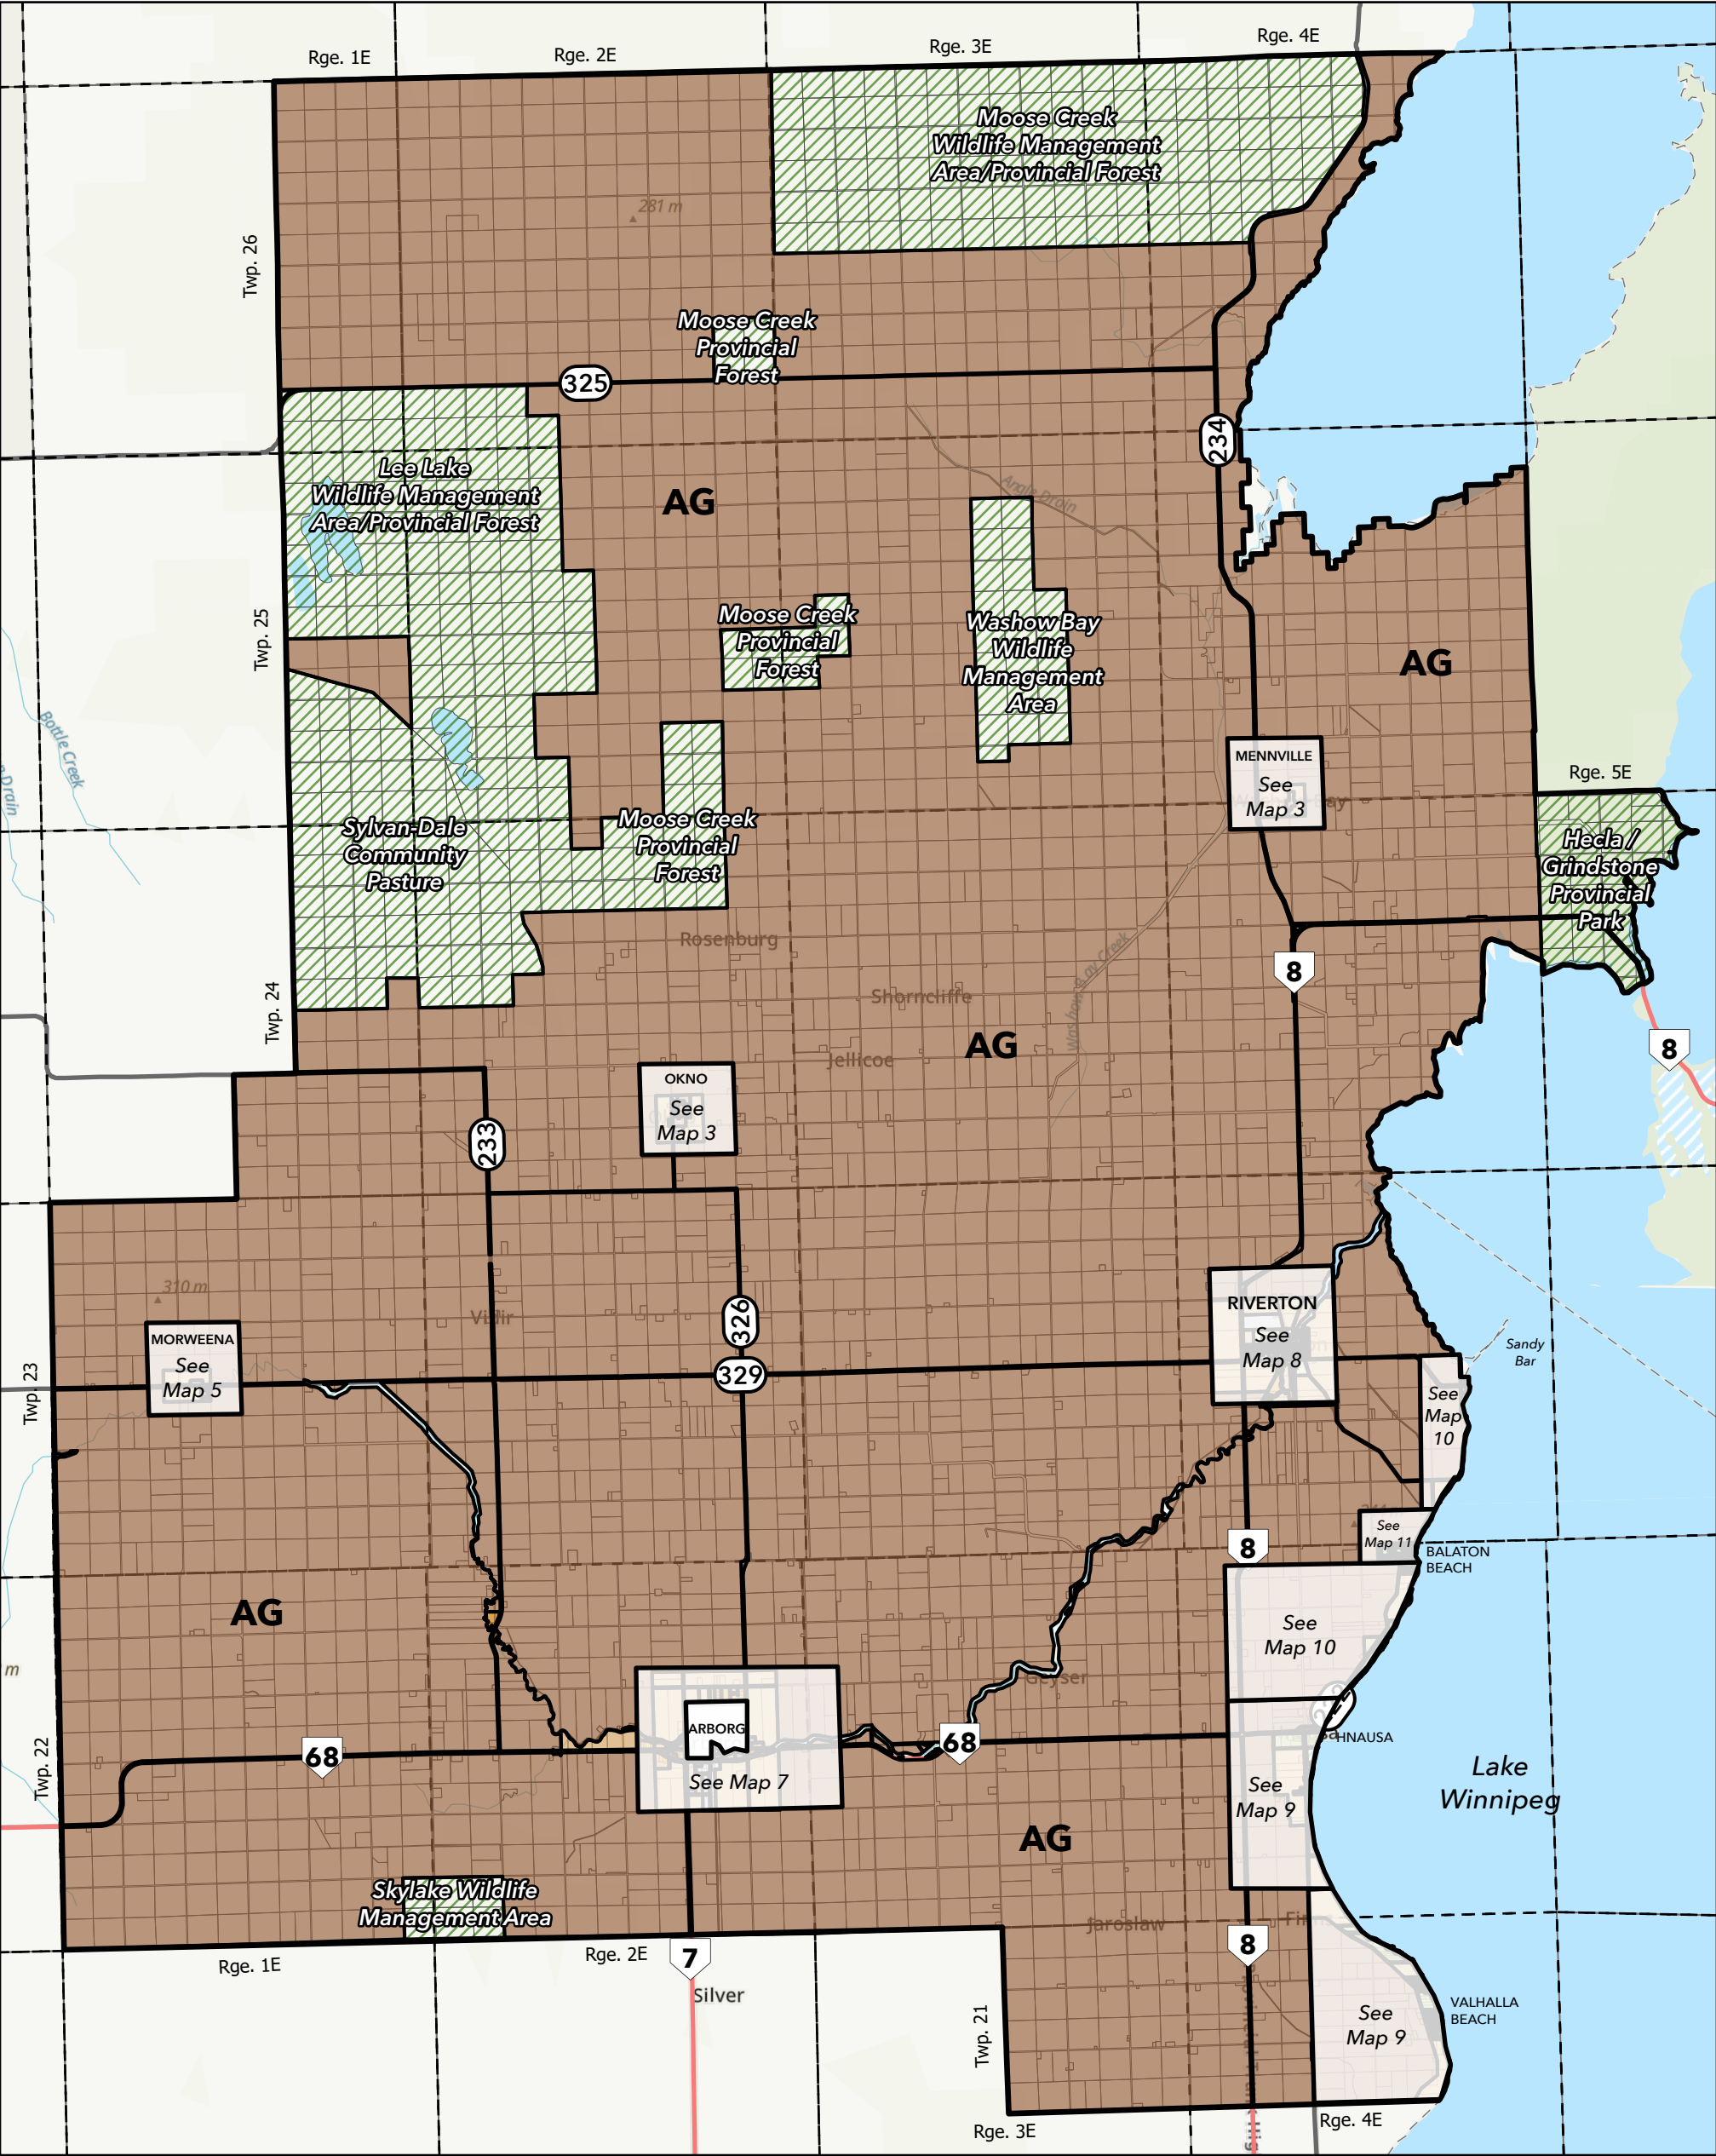 Rge. 1E
Rge. 2E
Rge. 3E
Rge. 4E
Moose Creek
Wildlife Management
Area/Provincial Forest
281 m
Twp. 26
Moose Creek
Provincial
Forest
325
234
Lee Lake
Wildlife Management
Area/Provincial Forest
AG
Angle Drain
Twp. 25
Moose Creek
Provincial
Forest
Washow Bay
Wildlife
Management
Area
AG
Bottle Creek
Drain
MENNVILLE
See
Map 3
Rge. 5E
Sylvan-Dale
Community
Pasture
Moose Creek
Provincial
Forest
Hecla /
Grindstone
Provincial
Park
Rosenburg
8
Shorncliffe
Washow Bay Creek
Twp. 24
AG
Jellicoe
8
OKNO
See
Map 3
233
310 m
Vidir
326
RIVERTON
See
Map 8
MORWEENA
See
Map 5
329
Sandy
Bar
Twp. 23
See
Map
10
See
Map 11
8
BALATON
BEACH
AG
See
Map 10
m
Geyser
ARBORG
See Map 7
68
68
HNAUSA
Twp. 22
See
Map 9
Lake
Winnipeg
AG
Skylake Wildlife
Management Area
Jaroslaw
8
Rge. 1E
Rge. 2E
7
Silver
Twp. 21
VALHALLA
BEACH
See
Map 9
Rge. 3E
Rge. 4E